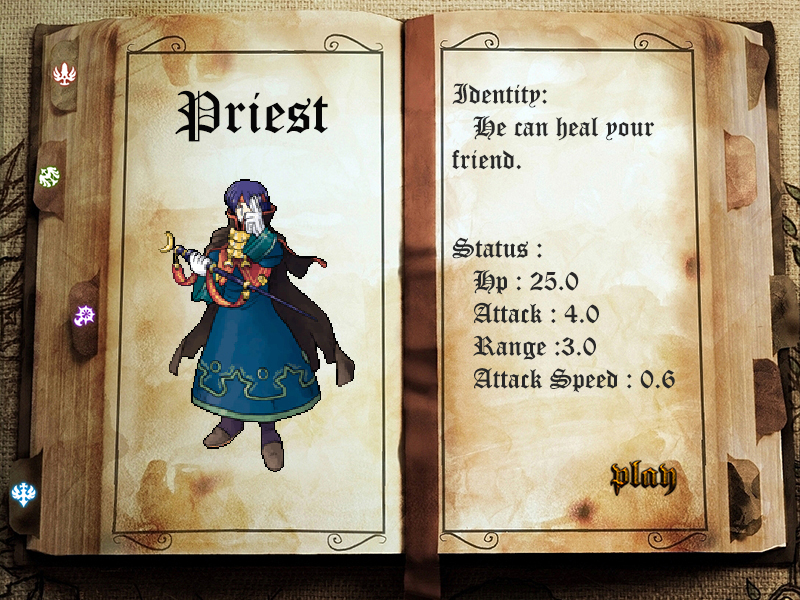 Priest
Identity:
He can heal your
friend.
Status :
Hp : 25.0
Attack : 4.0
Range :3.0
Attack Speed : 0.6
play